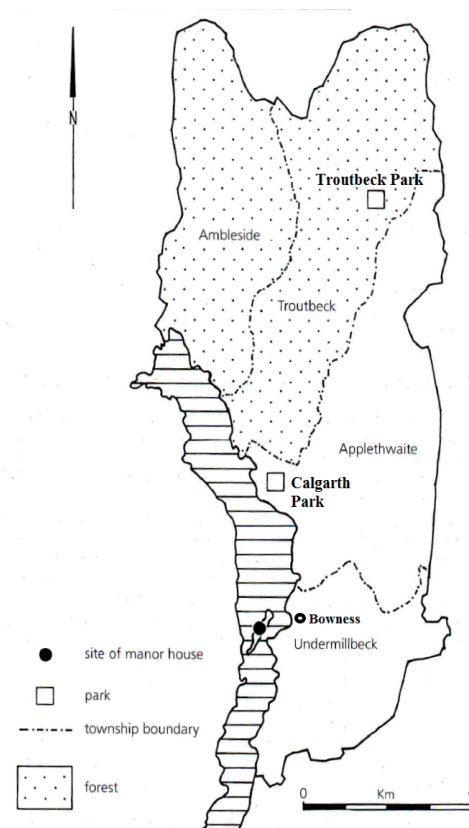 N
Troutbeck Park
Ambleside
Troutbeck
Applethwaite
Calgarth
Park
Bowness
Undermillbeck
site of manor house
park
township boundary
forest
0 Km